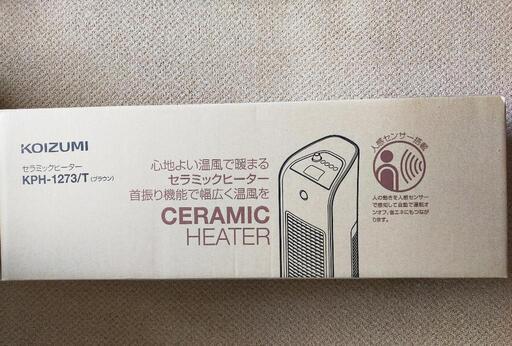 KOIZUMI
セラミックヒーター
KPH-1273/T (ブラウン)
心地よい温風で暖まる
セラミックヒーター
首振り機能で幅広く温風を
CERAMIC
HEATER
人感センサー搭載
人の動きを人感センサー
で感知して自動で運転オ
ンオフ。省エネにもつなが
ります。